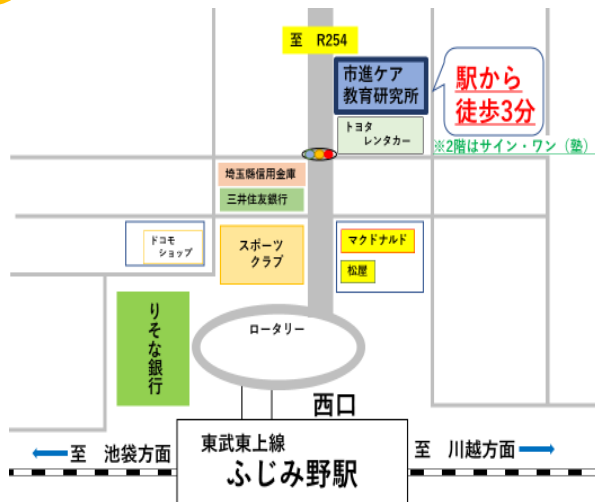 至 R254
市進ケア
教育研究所
駅から
徒歩3分
トヨタ
レンタカー
※2階はサイン・ワン（塾）
埼玉縣信用金庫
三井住友銀行
ドコモ
ショップ
スポーツ
クラブ
マクドナルド
松屋
りそな銀行
ロータリー
西口
至 池袋方面
東武東上線
ふじみ野駅
至 川越方面